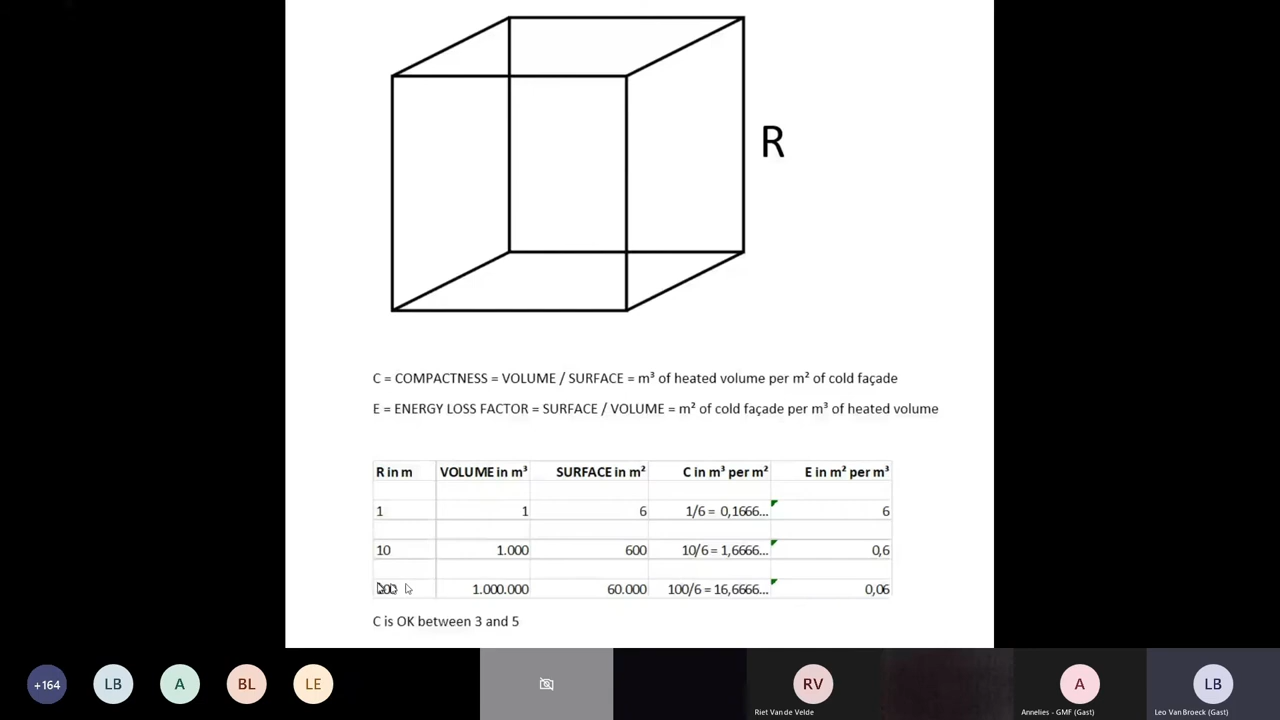 R
C = COMPACTNESS = VOLUME / SURFACE = m³ of heated volume per m² of cold façade
E = ENERGY LOSS FACTOR = SURFACE / VOLUME = m² of cold façade per m³ of heated volume
R in m VOLUME in m³ SURFACE in m² C in m³ per m² E in m² per m³
1 1 6 1/6 = 0,1666... 6
10 1.000 600 10/6 = 1,6666... 0,6
1.000.000 60.000 100/6 = 16,6666... 0,06
C is OK between 3 and 5
+164 LB A BL LE RV A LB
Riet Van de Velde Annelies - GMF (Gast) Leo Van Broeck (Gast)